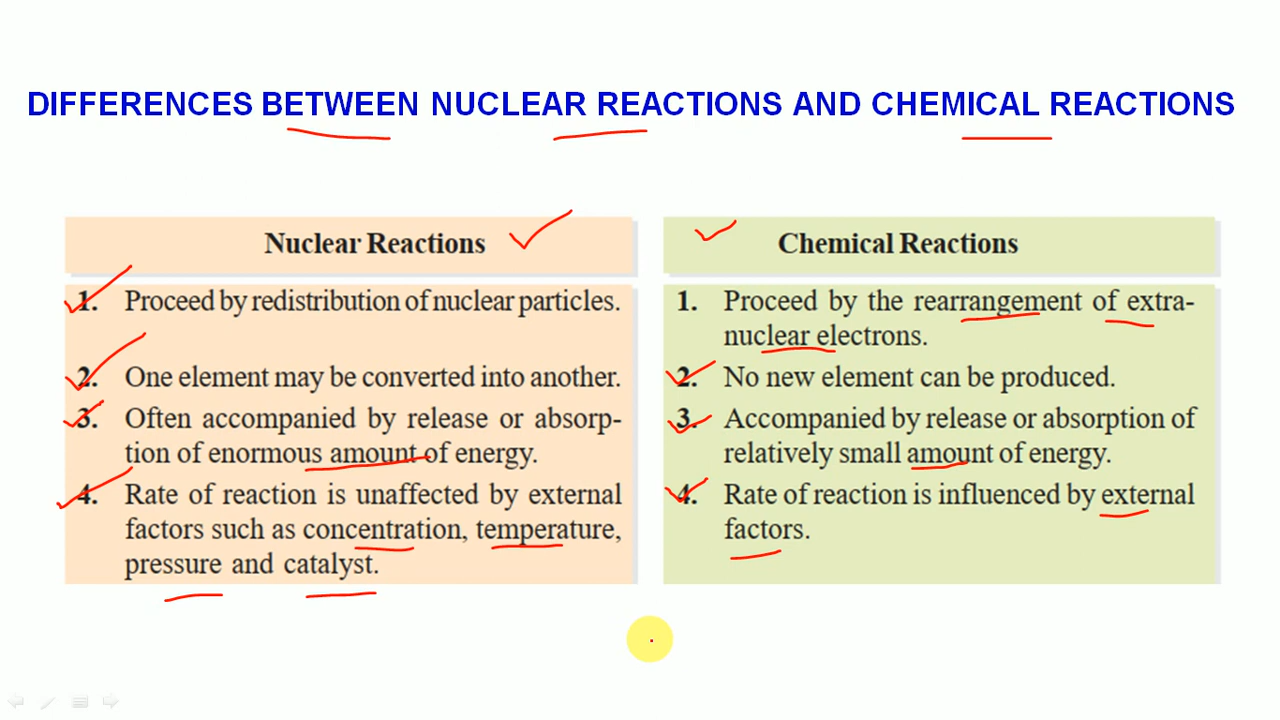 DIFFERENCES BETWEEN NUCLEAR REACTIONS AND CHEMICAL REACTIONS
Nuclear Reactions
1. Proceed by redistribution of nuclear particles.
2. One element may be converted into another.
3. Often accompanied by release or absorp-
tion of enormous amount of energy.
4. Rate of reaction is unaffected by external
factors such as concentration, temperature,
pressure and catalyst.
Chemical Reactions
1. Proceed by the rearrangement of extra-
nuclear electrons.
2. No new element can be produced.
3. Accompanied by release or absorption of
relatively small amount of energy.
4. Rate of reaction is influenced by external
factors.